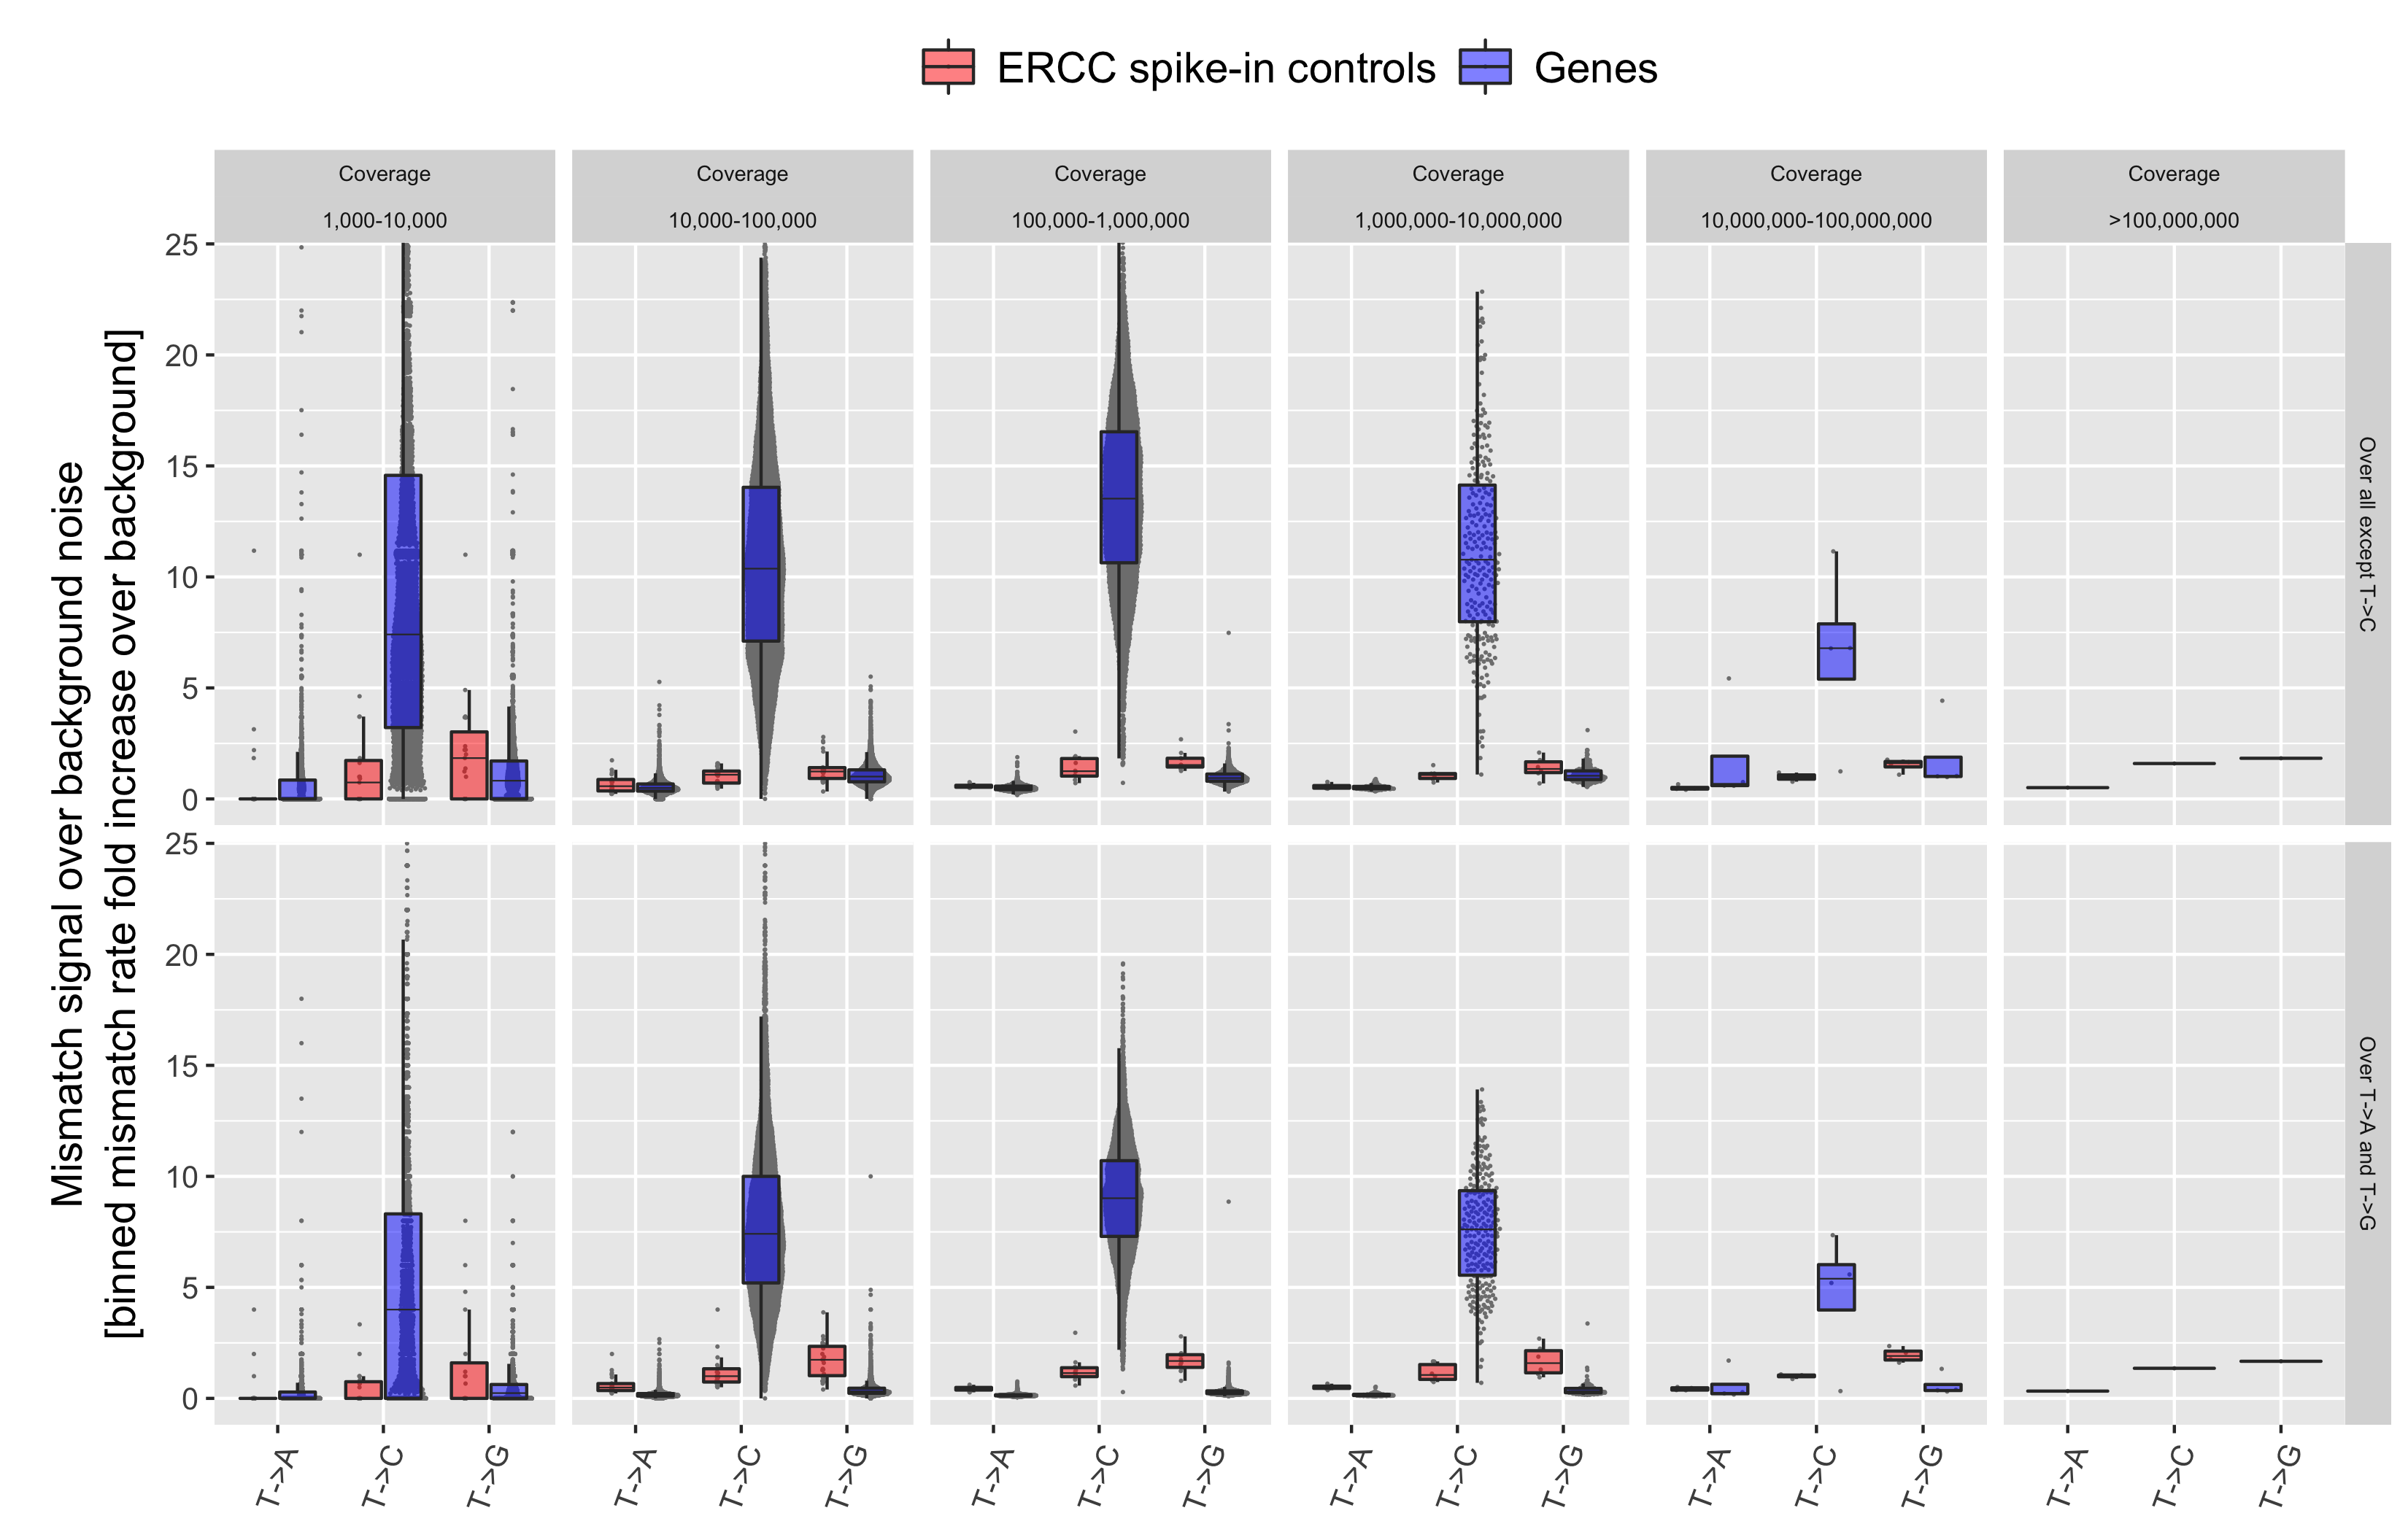 ERCC spike-in controls Genes
Coverage Coverage Coverage Coverage Coverage Coverage
1,000-10,000 10,000-100,000 100,000-1,000,000 1,000,000-10,000,000 10,000,000-100,000,000 >100,000,000
Mismatch signal over background noise
[binned mismatch rate fold increase over background]
25
20
15
10
5
0
Over all except T->C
25
20
15
10
5
0
Over T->A and T->G
T->A T->C T->G T->A T->C T->G T->A T->C T->G T->A T->C T->G T->A T->C T->G T->A T->C T->G